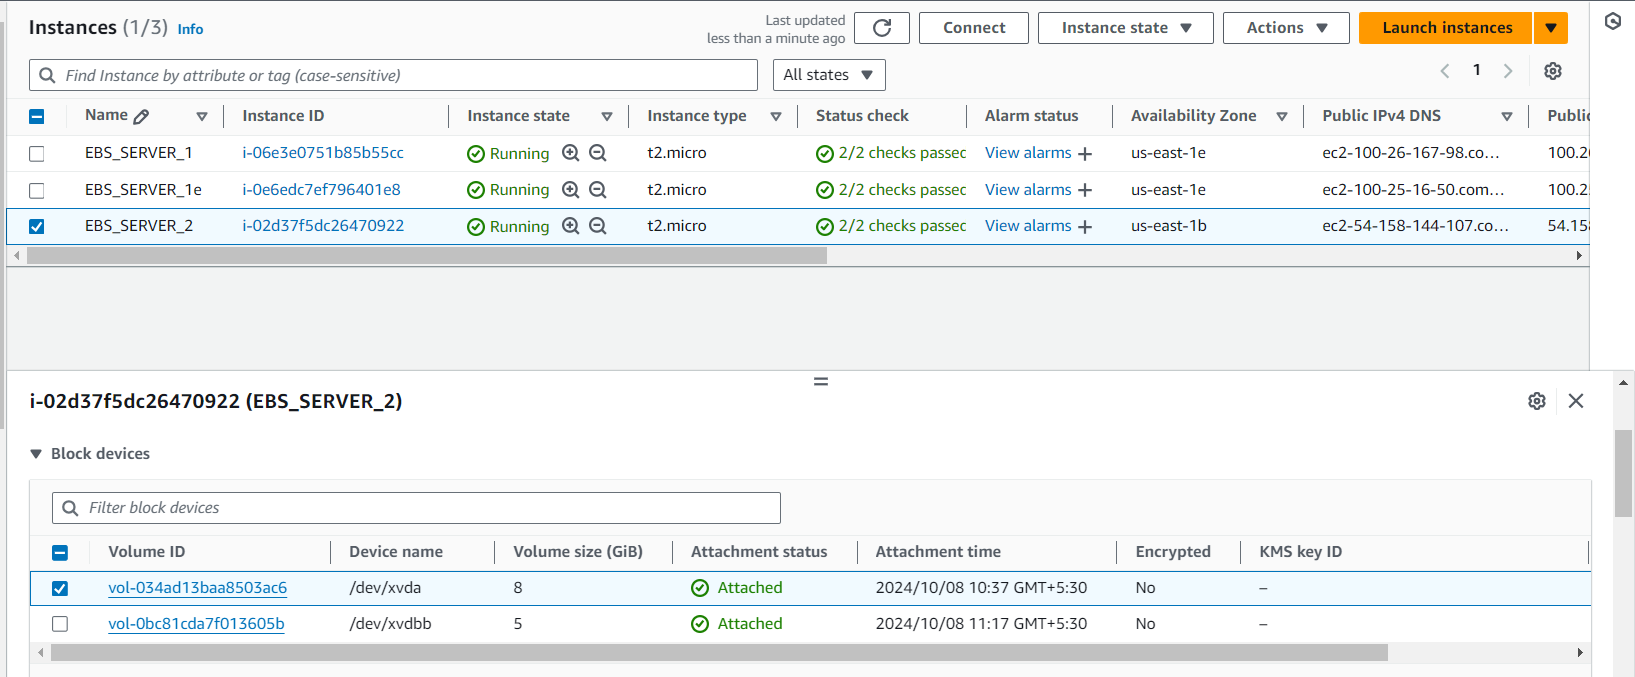 Instances (1/3) Info
Last updated
less than a minute ago
Connect
Instance state
Actions
Launch instances
Find Instance by attribute or tag (case-sensitive)
All states
1
Name Instance ID Instance state Instance type Status check Alarm status Availability Zone Public IPv4 DNS Public
EBS_SERVER_1 i-06e3e0751b85b55cc Running t2.micro 2/2 checks passec View alarms + us-east-1e ec2-100-26-167-98.co... 100.26
EBS_SERVER_1e i-0e6edc7ef796401e8 Running t2.micro 2/2 checks passec View alarms + us-east-1e ec2-100-25-16-50.com... 100.25
EBS_SERVER_2 i-02d37f5dc26470922 Running t2.micro 2/2 checks passec View alarms + us-east-1b ec2-54-158-144-107.co... 54.158
i-02d37f5dc26470922 (EBS_SERVER_2)
Block devices
Filter block devices
Volume ID Device name Volume size (GiB) Attachment status Attachment time Encrypted KMS key ID
vol-034ad13baa8503ac6 /dev/xvda 8 Attached 2024/10/08 10:37 GMT+5:30 No –
vol-0bc81cda7f013605b /dev/xvdbb 5 Attached 2024/10/08 11:17 GMT+5:30 No –